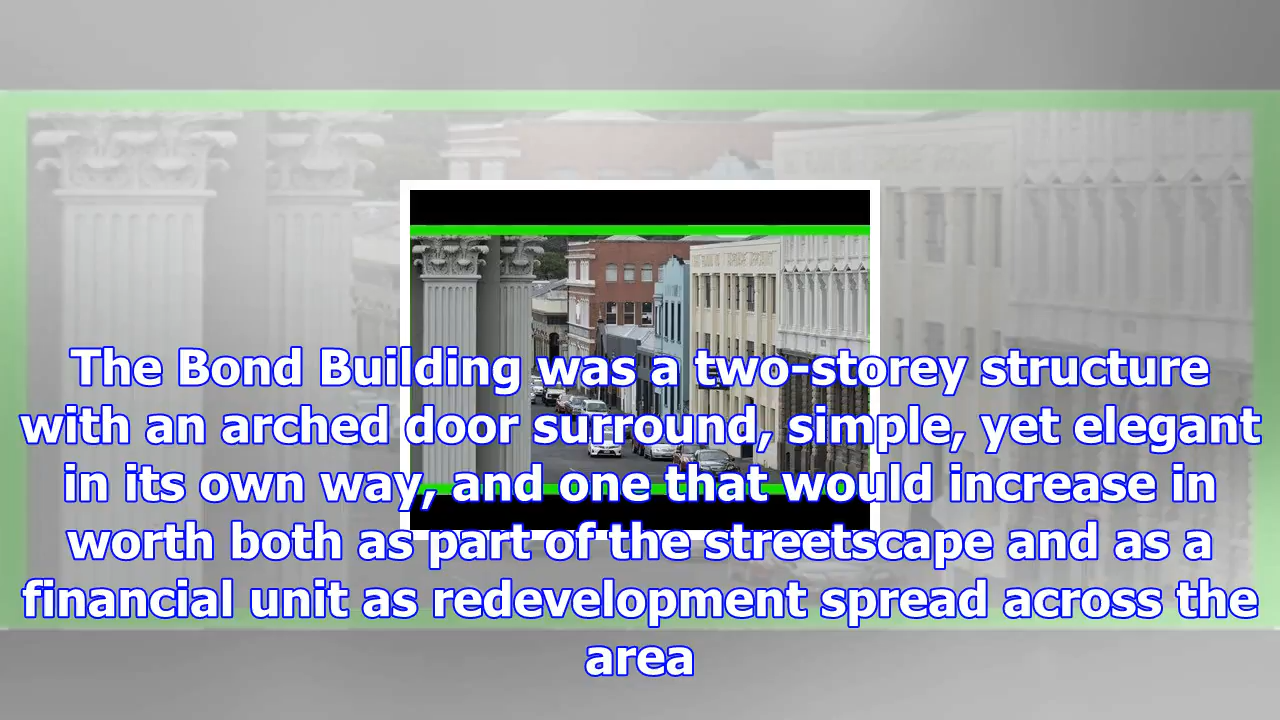 The Bond Building was a two-storey structure
with an arched door surround, simple, yet elegant
in its own way, and one that would increase in
worth both as part of the streetscape and as a
financial unit as redevelopment spread across the
area